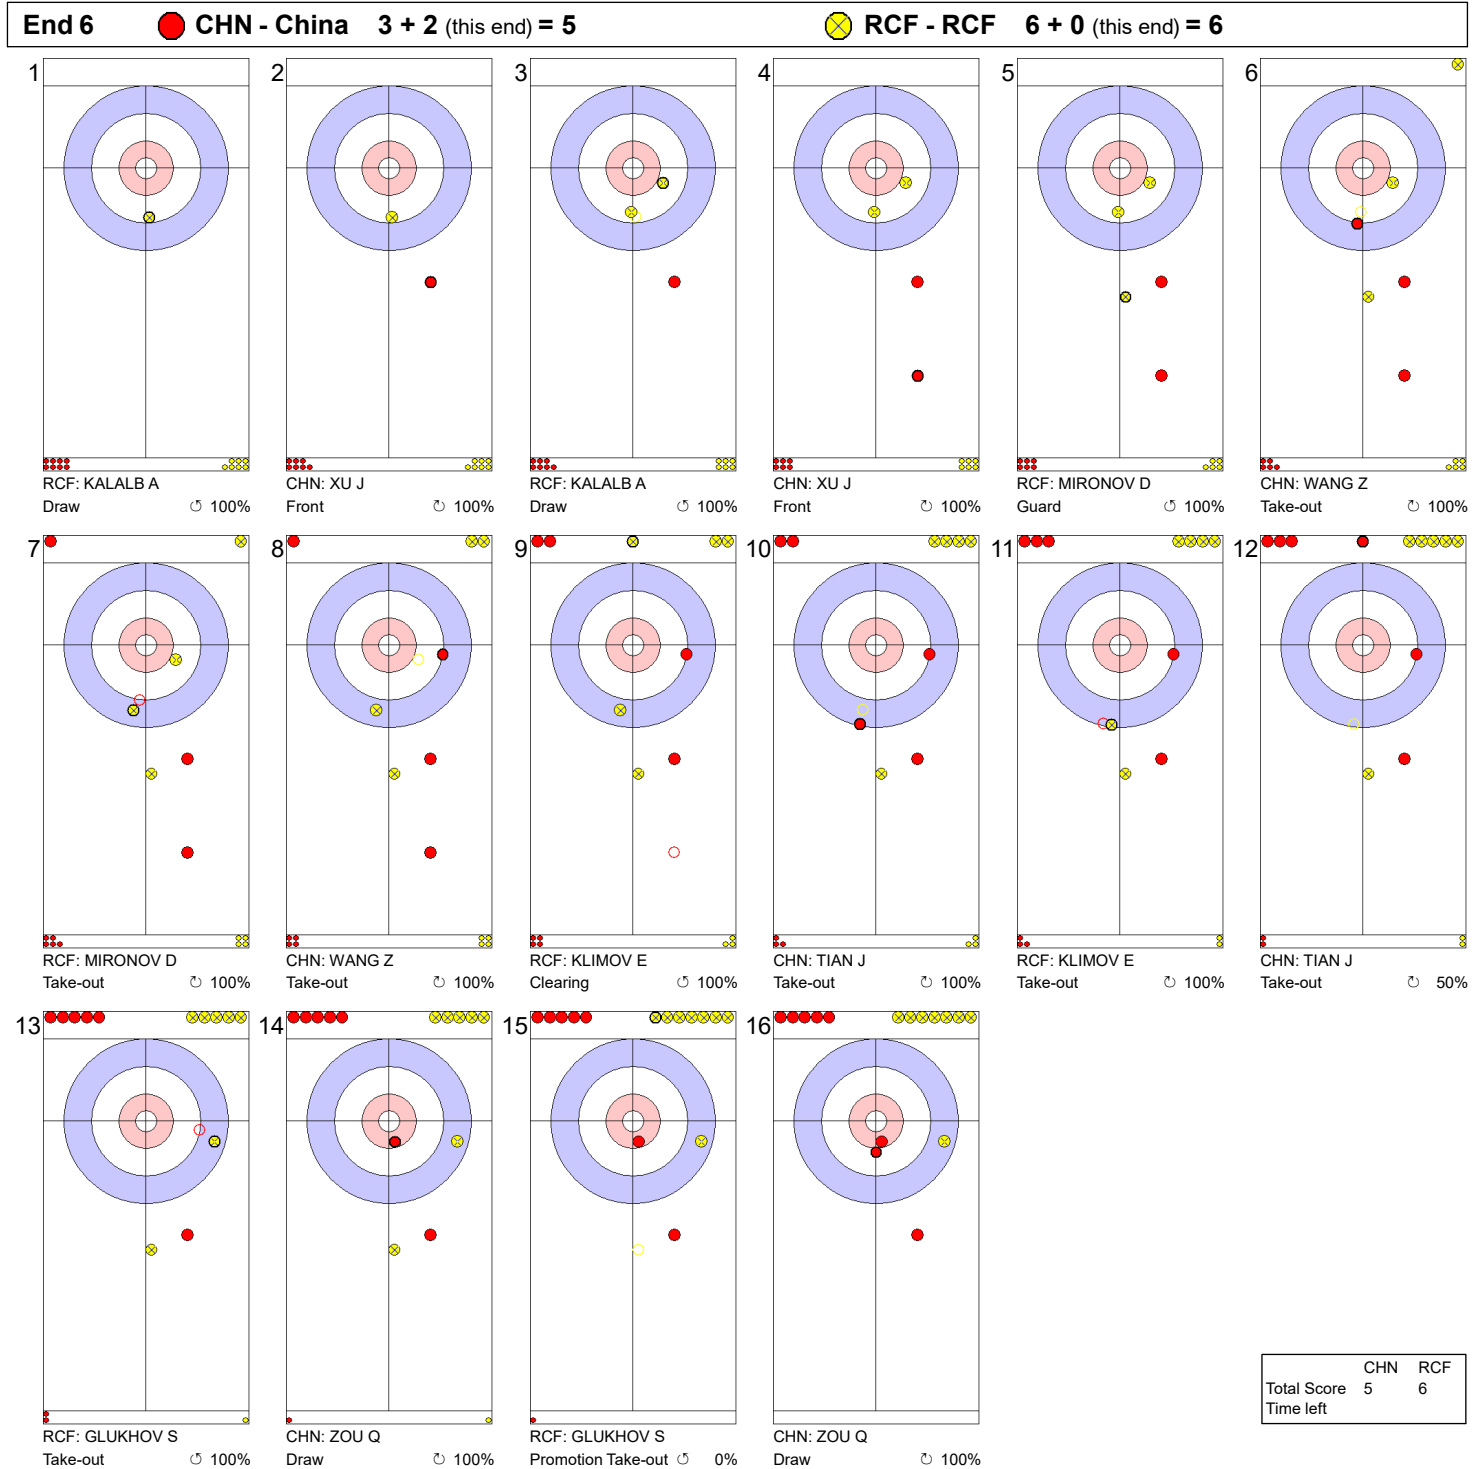 End 6 CHN - China 3 + 2 (this end) = 5 RCF - RCF 6 + 0 (this end) = 6
1 2 3 4 5 6
RCF: KALALB A CHN: XU J RCF: KALALB A CHN: XU J RCF: MIRONOV D CHN: WANG Z
Draw ↺ 100% Front ↻ 100% Draw ↺ 100% Front ↻ 100% Guard ↺ 100% Take-out ↻ 100%
7 8 9 10 11 12
RCF: MIRONOV D CHN: WANG Z RCF: KLIMOV E CHN: TIAN J RCF: KLIMOV E CHN: TIAN J
Take-out ↻ 100% Take-out ↻ 100% Clearing ↺ 100% Take-out ↻ 100% Take-out ↻ 100% Take-out ↻ 50%
13 14 15 16
CHN RCF
Total Score 5 6
Time left
RCF: GLUKHOV S CHN: ZOU Q RCF: GLUKHOV S CHN: ZOU Q
Take-out ↺ 100% Draw ↺ 100% Promotion Take-out ↺ 0% Draw ↻ 100%